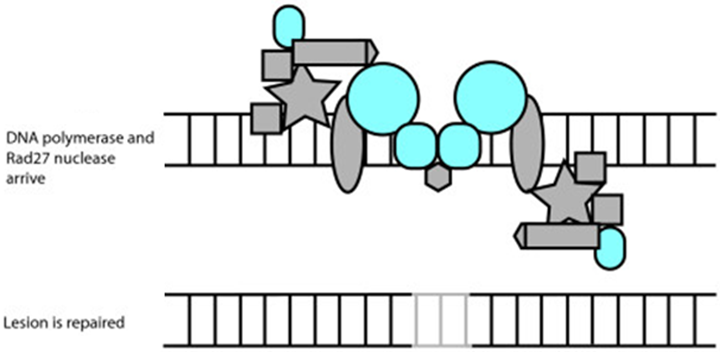 DNA polymerase and
Rad27 nuclease
arrive
Lesion is repaired